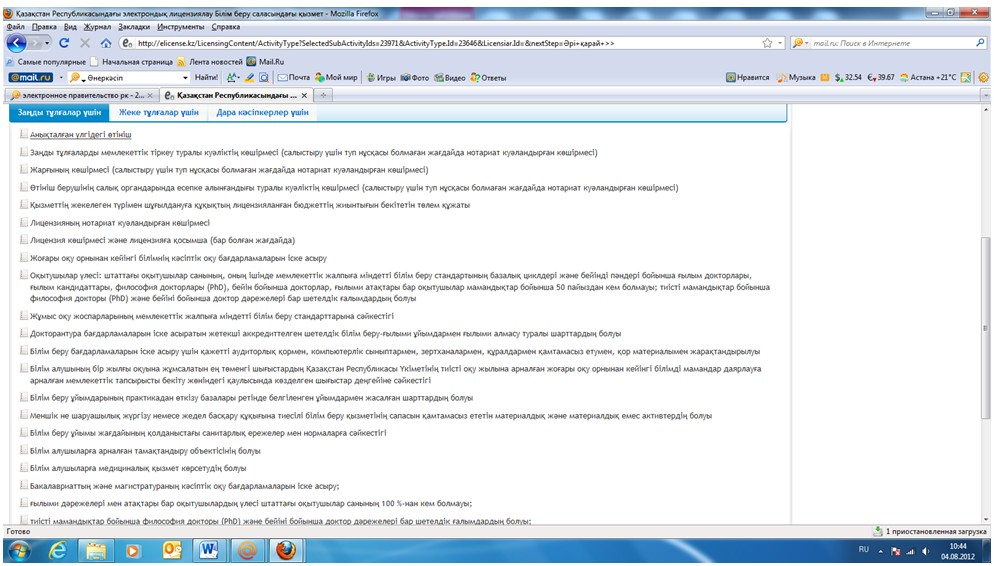 Қазақстан Республикасындағы электрондық лицензиялау Білім беру саласындағы қызмет - Mozilla Firefox
Файл Правка Вид Журнал Закладки Инструменты Справка
http://elicense.kz/LicensingContent/ActivityType?SelectedSubActivityIds=23971&ActivityType.Id=23646&Licensiar.Id=&nextStep=Әрі+қарай+>>
mail.ru: Поиск в Интернете
Самые популярные Начальная страница Лента новостей Mail.Ru
@mail.ru Өнеркәсіп Найти! Почта Мой мир Игры Фото Видео Ответы Нравится Музыка $ 32.54 € 39.67 Астана +21°C
электронное правительство рк - 2... Қазақстан Республикасындағы ...
Заңды тұлғалар үшін Жеке тұлғалар үшін Дара кәсіпкерлер үшін
Анықталған үлгідегі өтініш
Заңды тұлғаларды мемлекеттік тіркеу туралы куәліктің көшірмесі (салыстыру үшін түп нұсқасы болмаған жағдайда нотариат куәландырған көшірмесі)
Жарғының көшірмесі (салыстыру үшін түп нұсқасы болмаған жағдайда нотариат куәландырған көшірмесі)
Өтініш берушінің салық органдарында есепке алынғандығы туралы куәліктің көшірмесі (салыстыру үшін түп нұсқасы болмаған жағдайда нотариат куәландырған көшірмесі)
Қызметтің жекелеген түрімен шұғылдануға құқықтың лицензияланған бюджеттің жиынтығын бекітетін төлем құжаты
Лицензияның нотариат куәландырған көшірмесі
Лицензия көшірмесі және лицензияға қосымша (бар болған жағдайда)
Жоғары оқу орнынан кейінгі білімнің кәсіптік оқу бағдарламаларын іске асыру
Оқытушылар үлесі: штаттағы оқытушылар санының, оның ішінде мемлекеттік жалпыға міндетті білім беру стандартының базалық циклдері және бейінді пәндері бойынша ғылым докторлары,
ғылым кандидаттары, философия докторлары (PhD), бейін бойынша докторлар, ғылыми атақтары бар оқытушылар мамандықтар бойынша 50 пайыздан кем болмауы; тиісті мамандықтар бойынша
философия докторы (PhD) және бейіні бойынша доктор дәрежелері бар шетелдік ғалымдардың болуы
Жұмыс оқу жоспарларының мемлекеттік жалпыға міндетті білім беру стандарттарына сәйкестігі
Докторантура бағдарламаларын іске асыратын жетекші аккредиттелген шетелдік білім беру-ғылыми ұйымдармен ғылыми алмасу туралы шарттардың болуы
Білім беру бағдарламаларын іске асыру үшін қажетті аудиторлық қормен, компьютерлік сыныптармен, зертханалармен, құралдармен қамтамасыз етумен, қор материалымен жарақтандырылуы
Білім алушының бір жылғы оқуына жұмсалатын ең төменгі шығыстардың Қазақстан Республикасы Үкіметінің тиісті оқу жылына арналған жоғары оқу орнынан кейінгі білімді мамандар даярлауға
арналған мемлекеттік тапсырысты бекіту жөніндегі қаулысында көзделген шығыстар деңгейіне сәйкестігі
Білім беру ұйымдарының практикадан өткізу базалары ретінде белгіленген ұйымдармен жасалған шарттардың болуы
Меншік не шаруашылық жүргізу немесе жедел басқару құқығына тиесілі білім беру қызметінің сапасын қамтамасыз ететін материалдық және материалдық емес активтердің болуы
Білім беру ұйымы жағдайының қолданыстағы санитарлық ережелер мен нормаларға сәйкестігі
Білім алушыларға арналған тамақтандыру объектісінің болуы
Білім алушыларға медициналық қызмет көрсетудің болуы
Бакалавриаттың және магистратураның кәсіптік оқу бағдарламаларын іске асыру;
ғылыми дәрежелері мен атақтары бар оқытушылардың үлесі штаттағы оқытушылар санының 100 %-нан кем болмауы;
тиісті мамандықтар бойынша философия докторы (PhD) және бейіні бойынша доктор дәрежелері бар шетелдік ғалымдардың болуы;
Готово 1 приостановленная загрузка
RU 10:44
04.08.2012